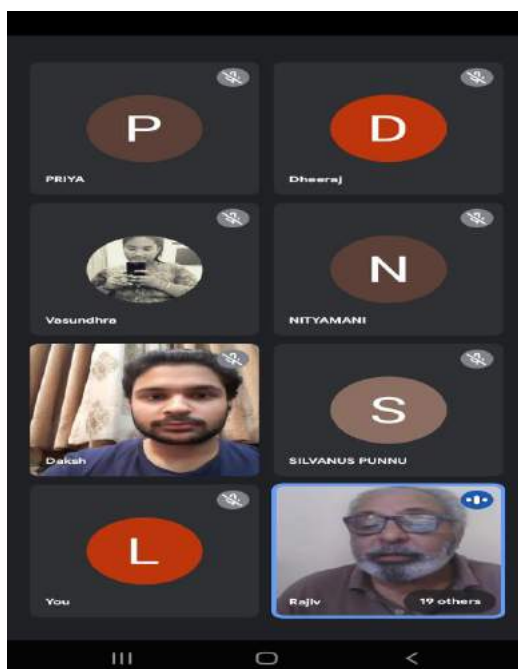 P
PRIYA
D
Dheeraj
Vasundhra
N
NITYAMANI
Daksh
S
SILVANUS PUNNU
L
You
Rajiv
19 others